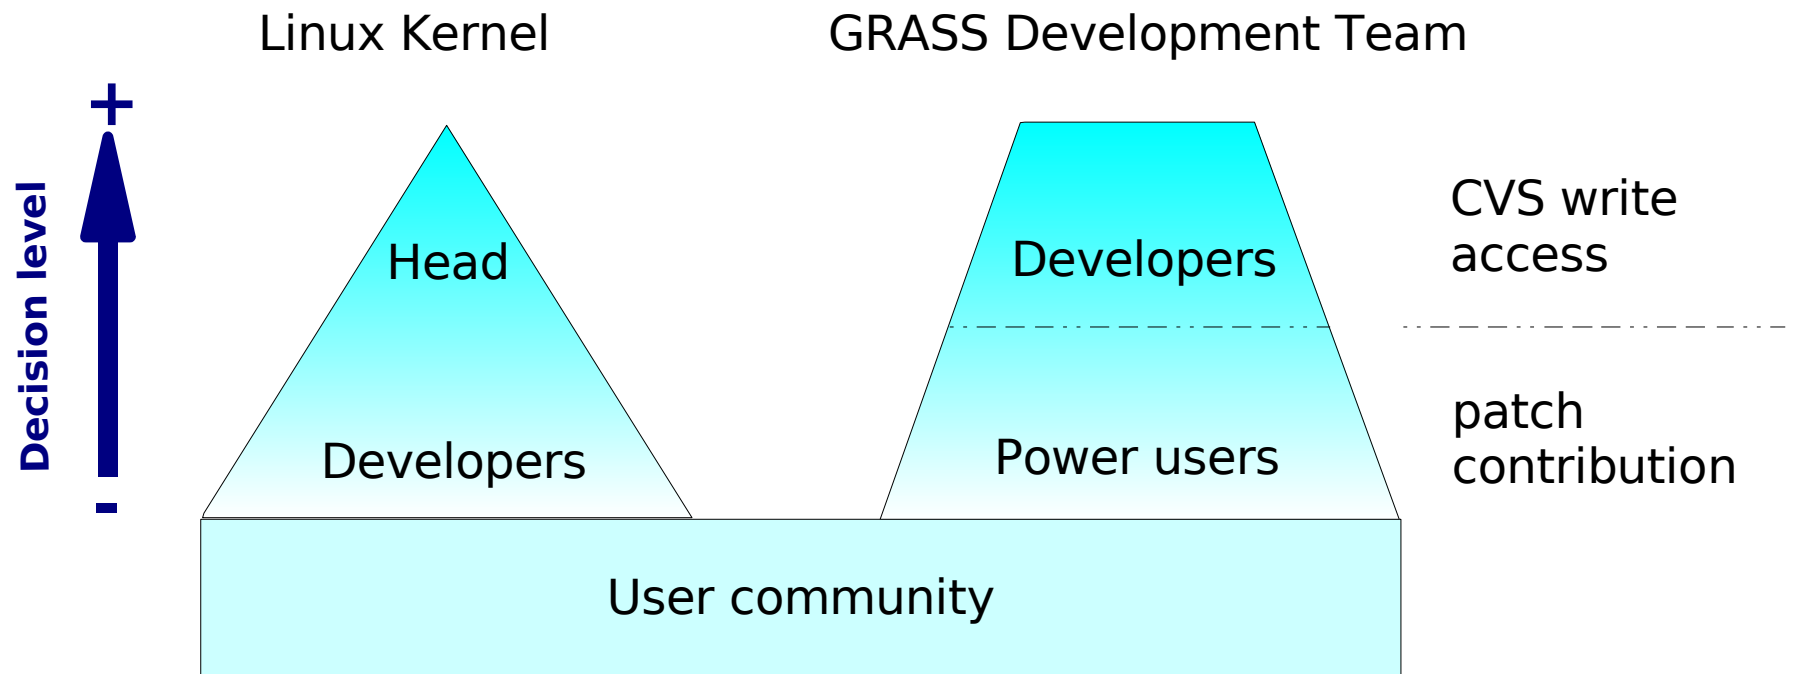 Linux Kernel
GRASS Development Team
+
Decision level
-
Head
Developers
Developers
Power users
CVS write
access
patch
contribution
User community